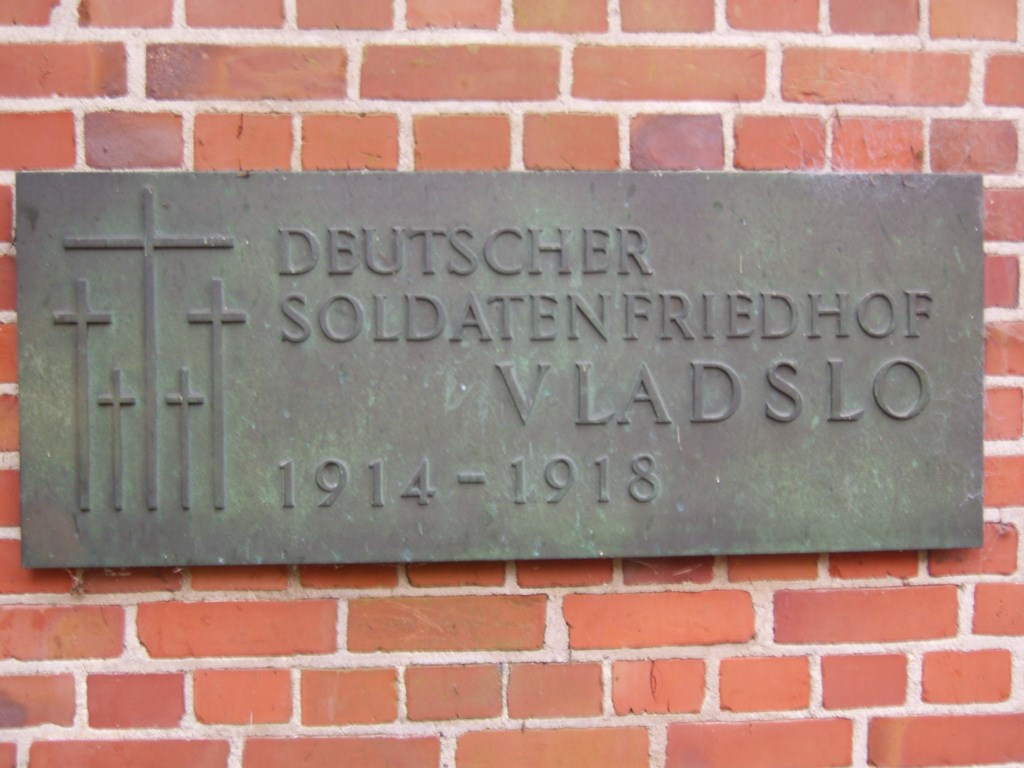 DEUTSCHER
SOLDATENFRIEDHOF
VLADSLO
1914-1918